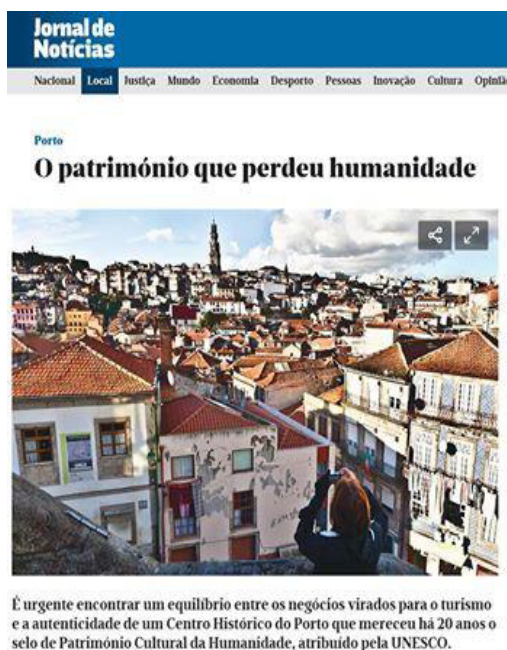 Jornal de
Notícias
Nacional Local Justiça Mundo Economia Desporto Pessoas Inovação Cultura
Porto
O património que perdeu humanidade
É urgente encontrar um equilíbrio entre os negócios virados para o turismo
e a autenticidade de um Centro Histórico do Porto que mereceu há 20 anos o
selo de Património Cultural da Humanidade, atribuído pela UNESCO.